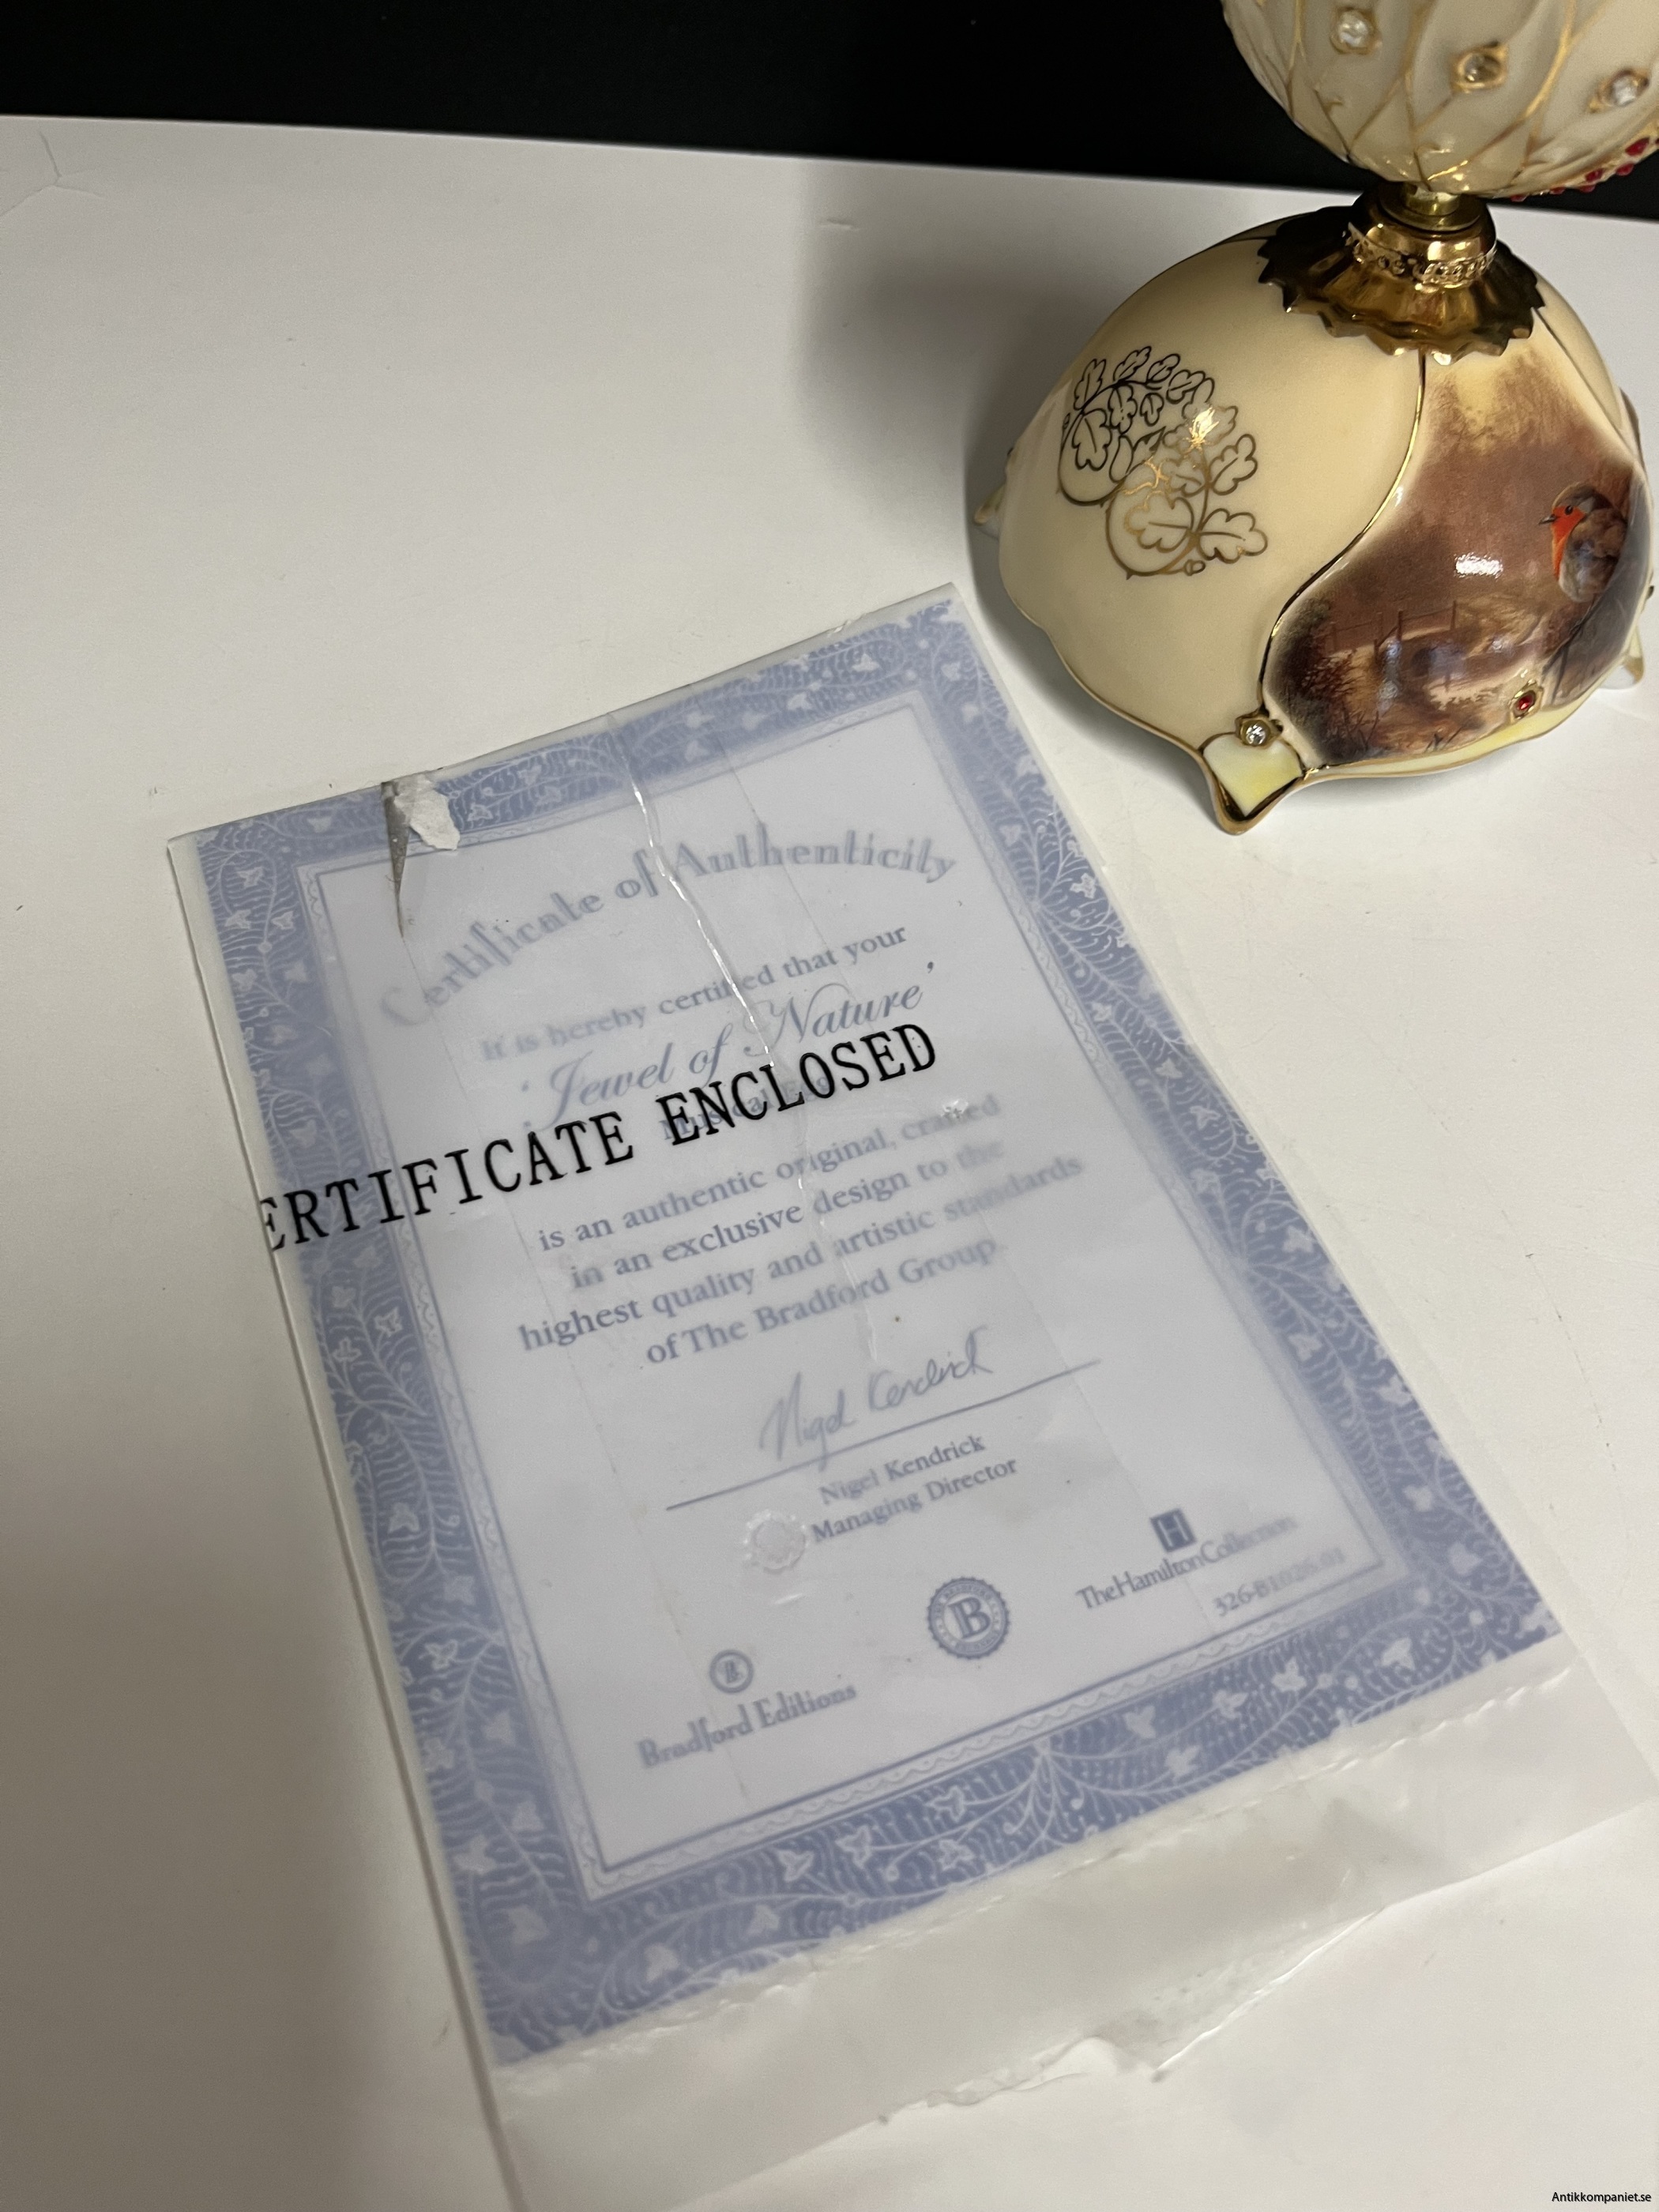 Certificate of Authenticity
It is hereby certified that your
'Jewel of Nature'
ERTIFICATE ENCLOSED
is an authentic original, crafted
in an exclusive design to the
highest quality and artistic standards
of The Bradford Group
Nigel Kendrick
Nigel Kendrick
Managing Director
B
Bradford Editions
H
The Hamilton Collection
Antikkompaniet.se